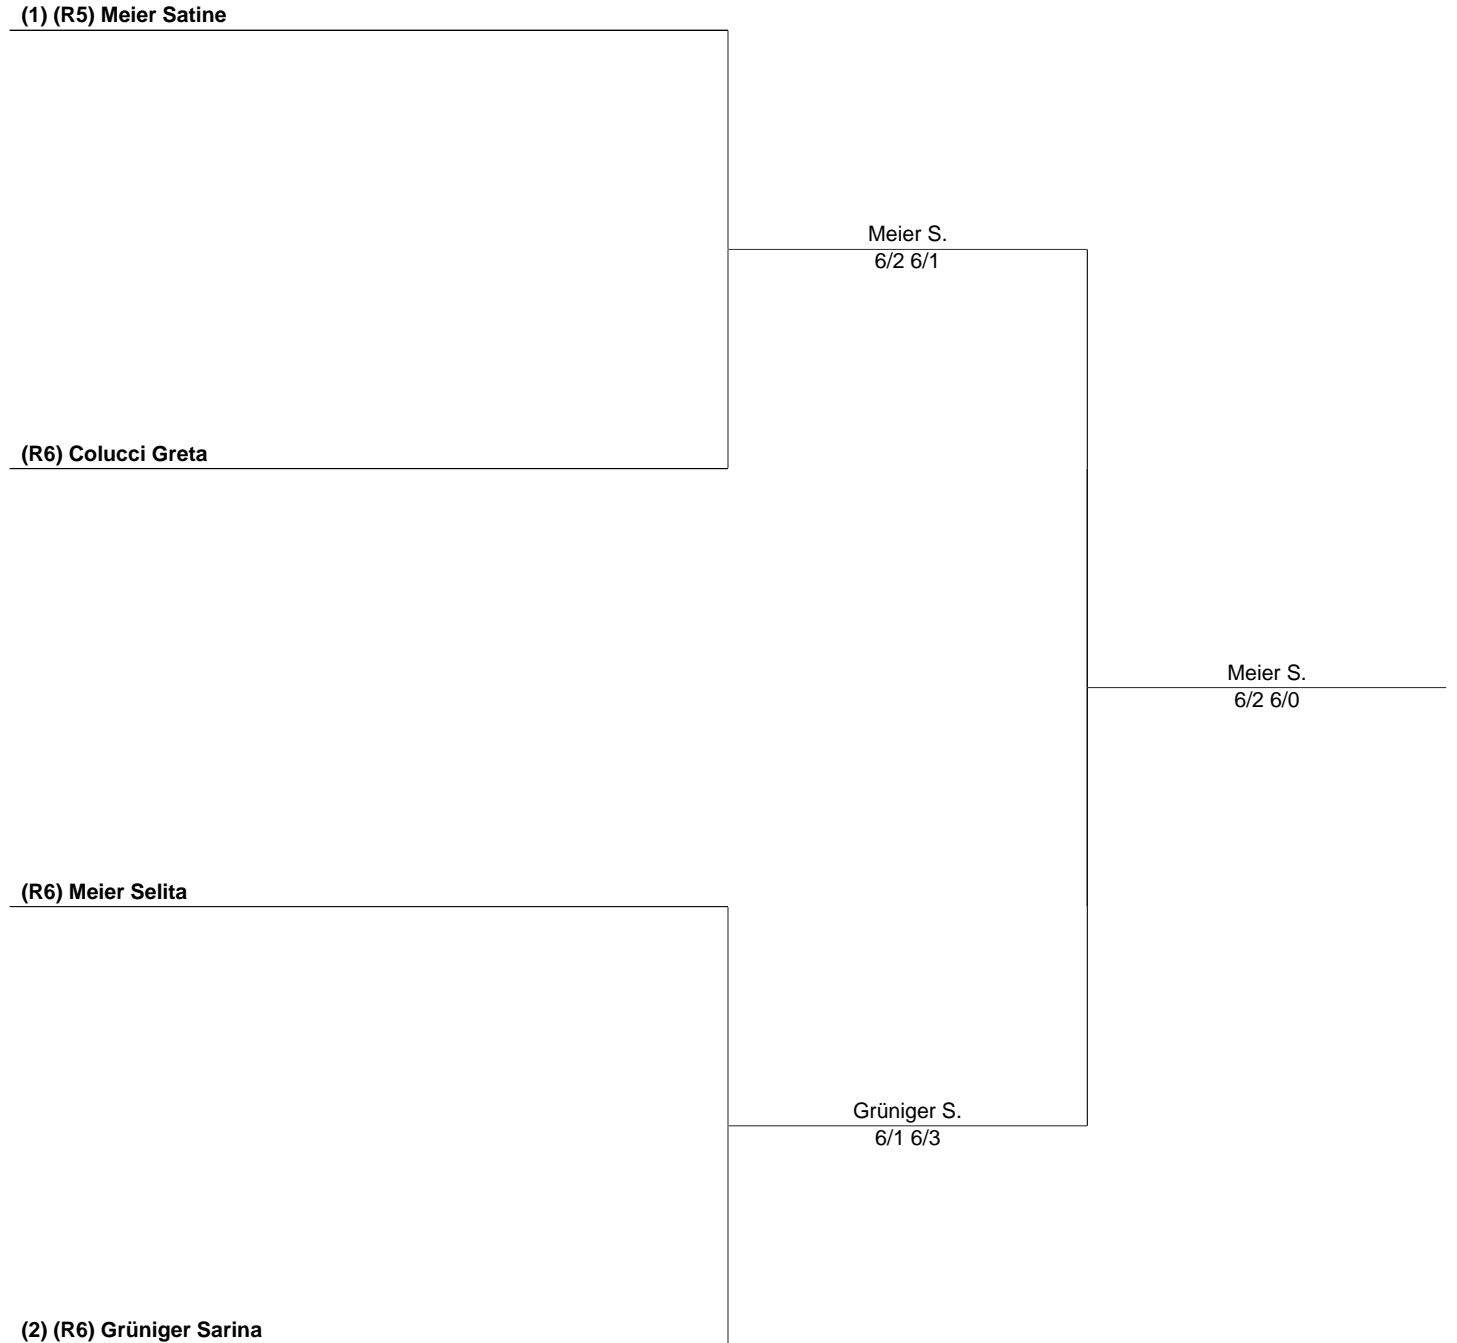 (1) (R5) Meier Satine
Meier S.
6/2 6/1
(R6) Colucci Greta
Meier S.
6/2 6/0
(R6) Meier Selita
Grüniger S.
6/1 6/3
(2) (R6) Grüniger Sarina